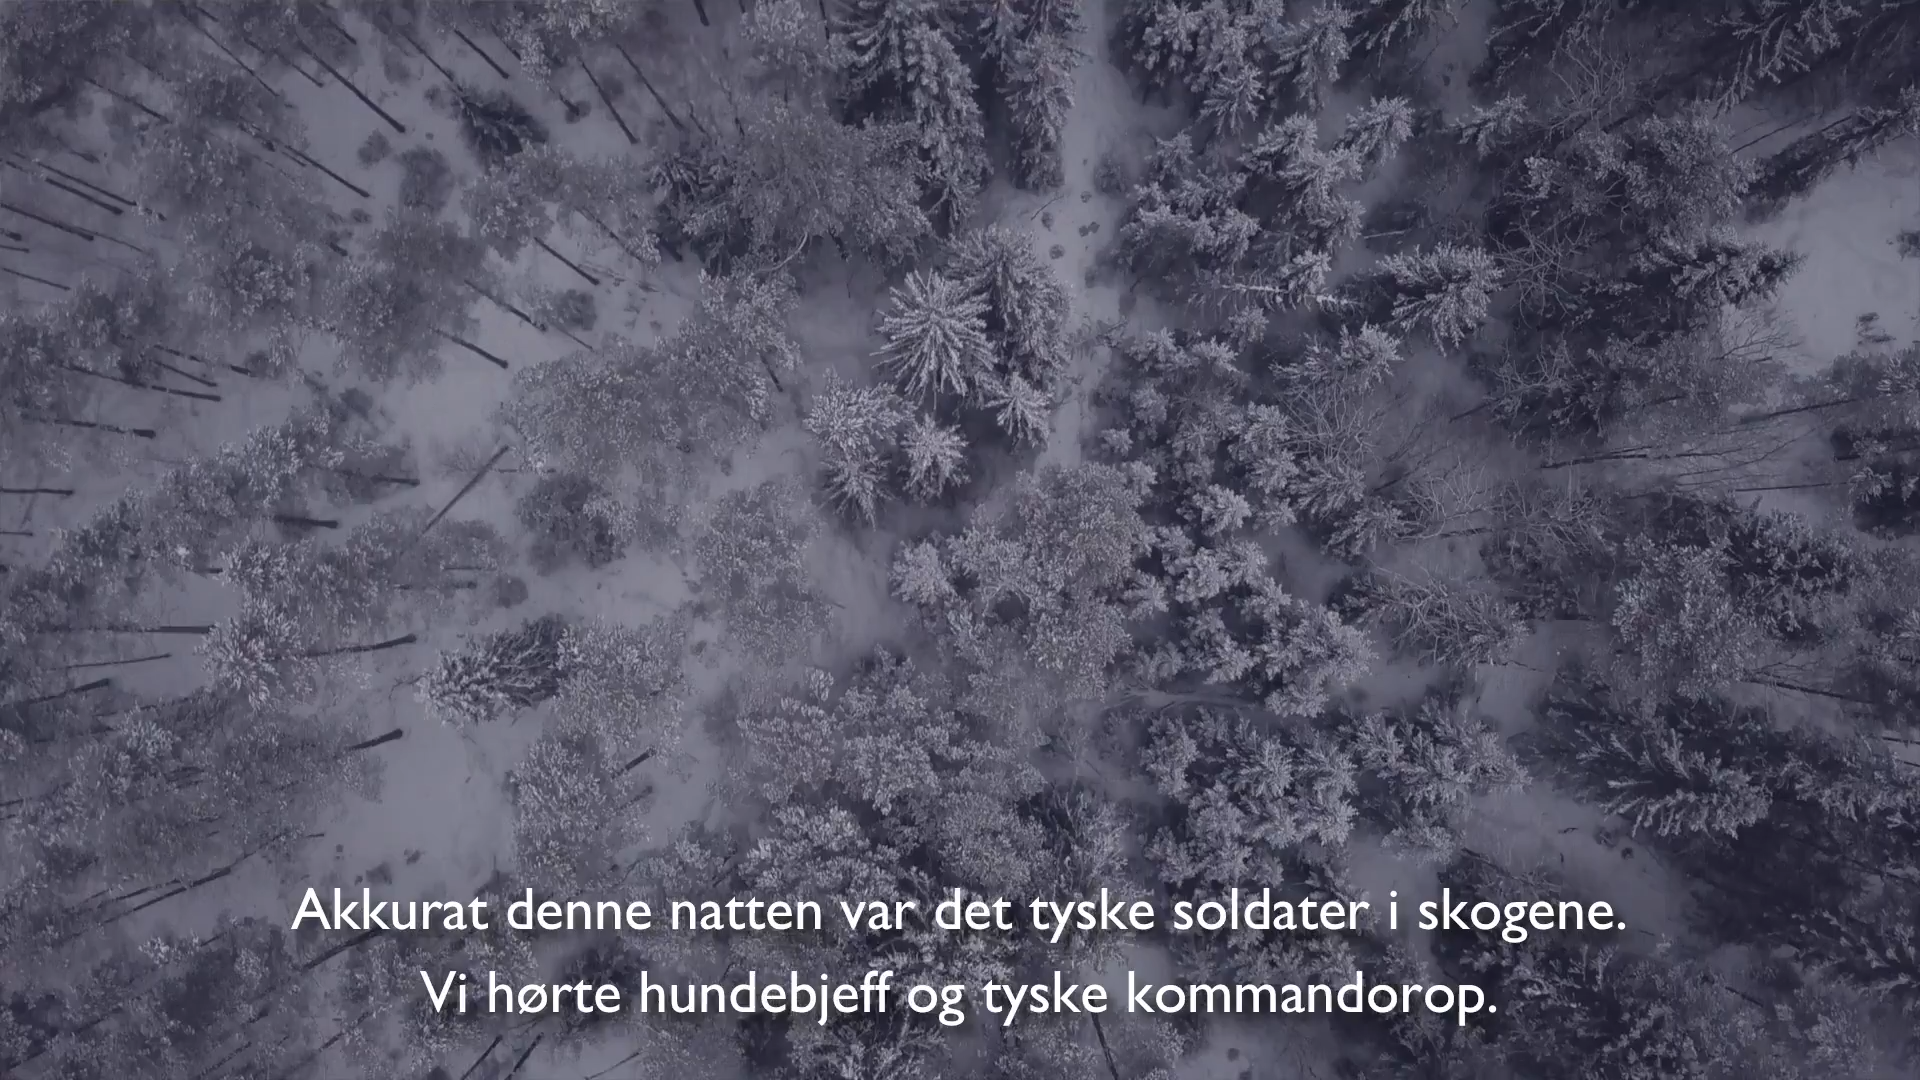 Akkurat denne natten var det tyske soldater i skogene.
Vi hørte hundebjeff og tyske kommandorop.